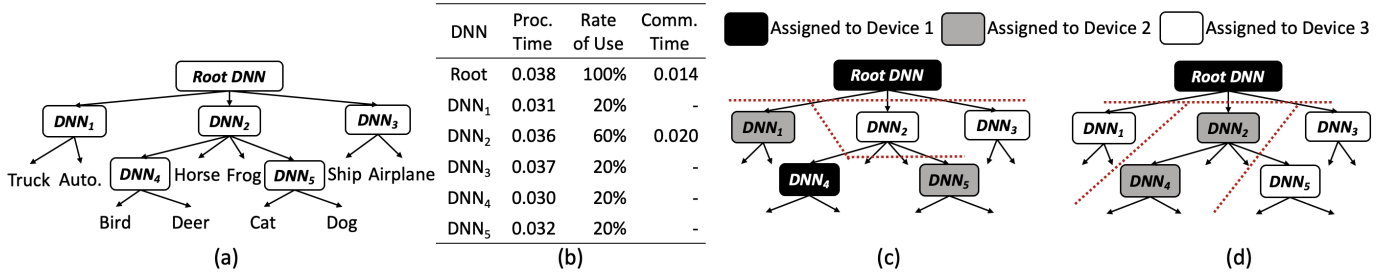 Root DNN
DNN1
DNN2
DNN3
Truck Auto.
DNN4
Horse Frog
DNN5
Ship Airplane
Bird
Deer
Cat
Dog
(a)
DNN
Proc. Time
Rate of Use
Comm. Time
Root 0.038 100% 0.014
DNN1 0.031 20% -
DNN2 0.036 60% 0.020
DNN3 0.037 20% -
DNN4 0.030 20% -
DNN5 0.032 20% -
(b)
Assigned to Device 1
Assigned to Device 2
Assigned to Device 3
Root DNN
DNN1
DNN2
DNN3
DNN4
DNN5
(c)
Root DNN
DNN1
DNN2
DNN3
DNN4
DNN5
(d)